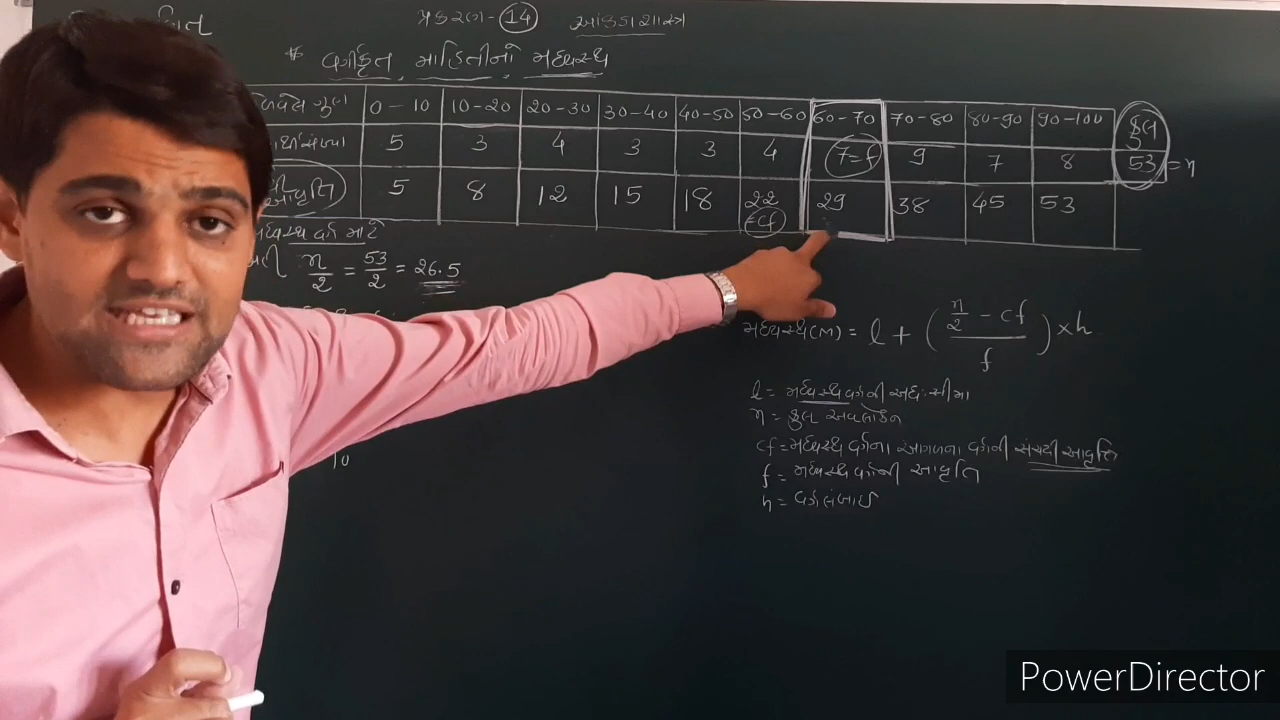 પ્રકરણ-14 આંકડાશાસ્ત્ર
* વર્ગીકૃત માહિતીનો મધ્યસ્થ
ગુણ 0-10 10-20 20-30 30-40 40-50 50-60 60-70 70-80 80-90 90-100 કુલ
5 3 4 3 3 4 7=f 9 7 8 53 = n
આવૃત્તિ 5 8 12 15 18 22 =cf 29 38 45 53
મધ્યસ્થ વર્ગ માટે
n/2 = 53/2 = 26.5
મધ્યસ્થ(M) = l + ( (n/2 - cf) / f ) × h
l = મધ્યસ્થ વર્ગની અધઃસીમા
n = કુલ અવલોકન
cf = મધ્યસ્થ વર્ગના આગળના વર્ગની સંચયી આવૃત્તિ
f = મધ્યસ્થ વર્ગની આવૃત્તિ
h = વર્ગલંબાઈ
10
PowerDirector